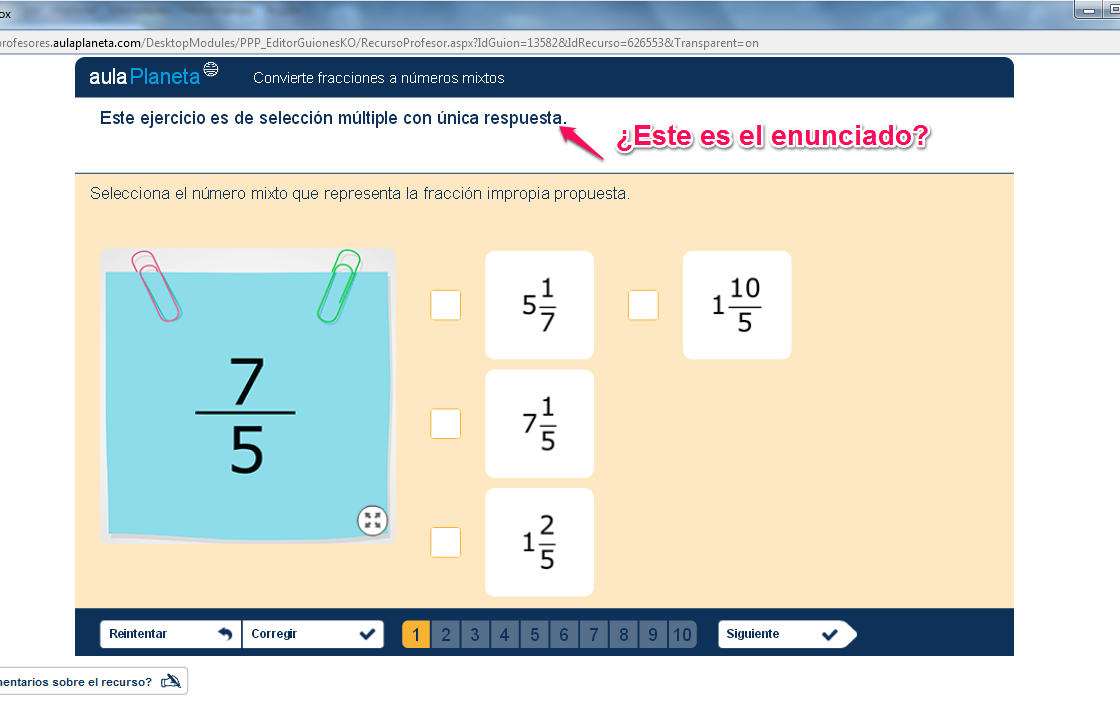 ox
rofesores.aulaplaneta.com/DesktopModules/PPP_EditorGuionesKO/RecursoProfesor.aspx?IdGuion=13582&IdRecurso=626553&Transparent=on
aulaPlaneta Convierte fracciones a números mixtos
Este ejercicio es de selección múltiple con única respuesta.
¿Este es el enunciado?
Selecciona el número mixto que representa la fracción impropia propuesta.
7/5
5 1/7
1 10/5
7 1/5
1 2/5
Reintentar Corregir 1 2 3 4 5 6 7 8 9 10 Siguiente
mentarios sobre el recurso?